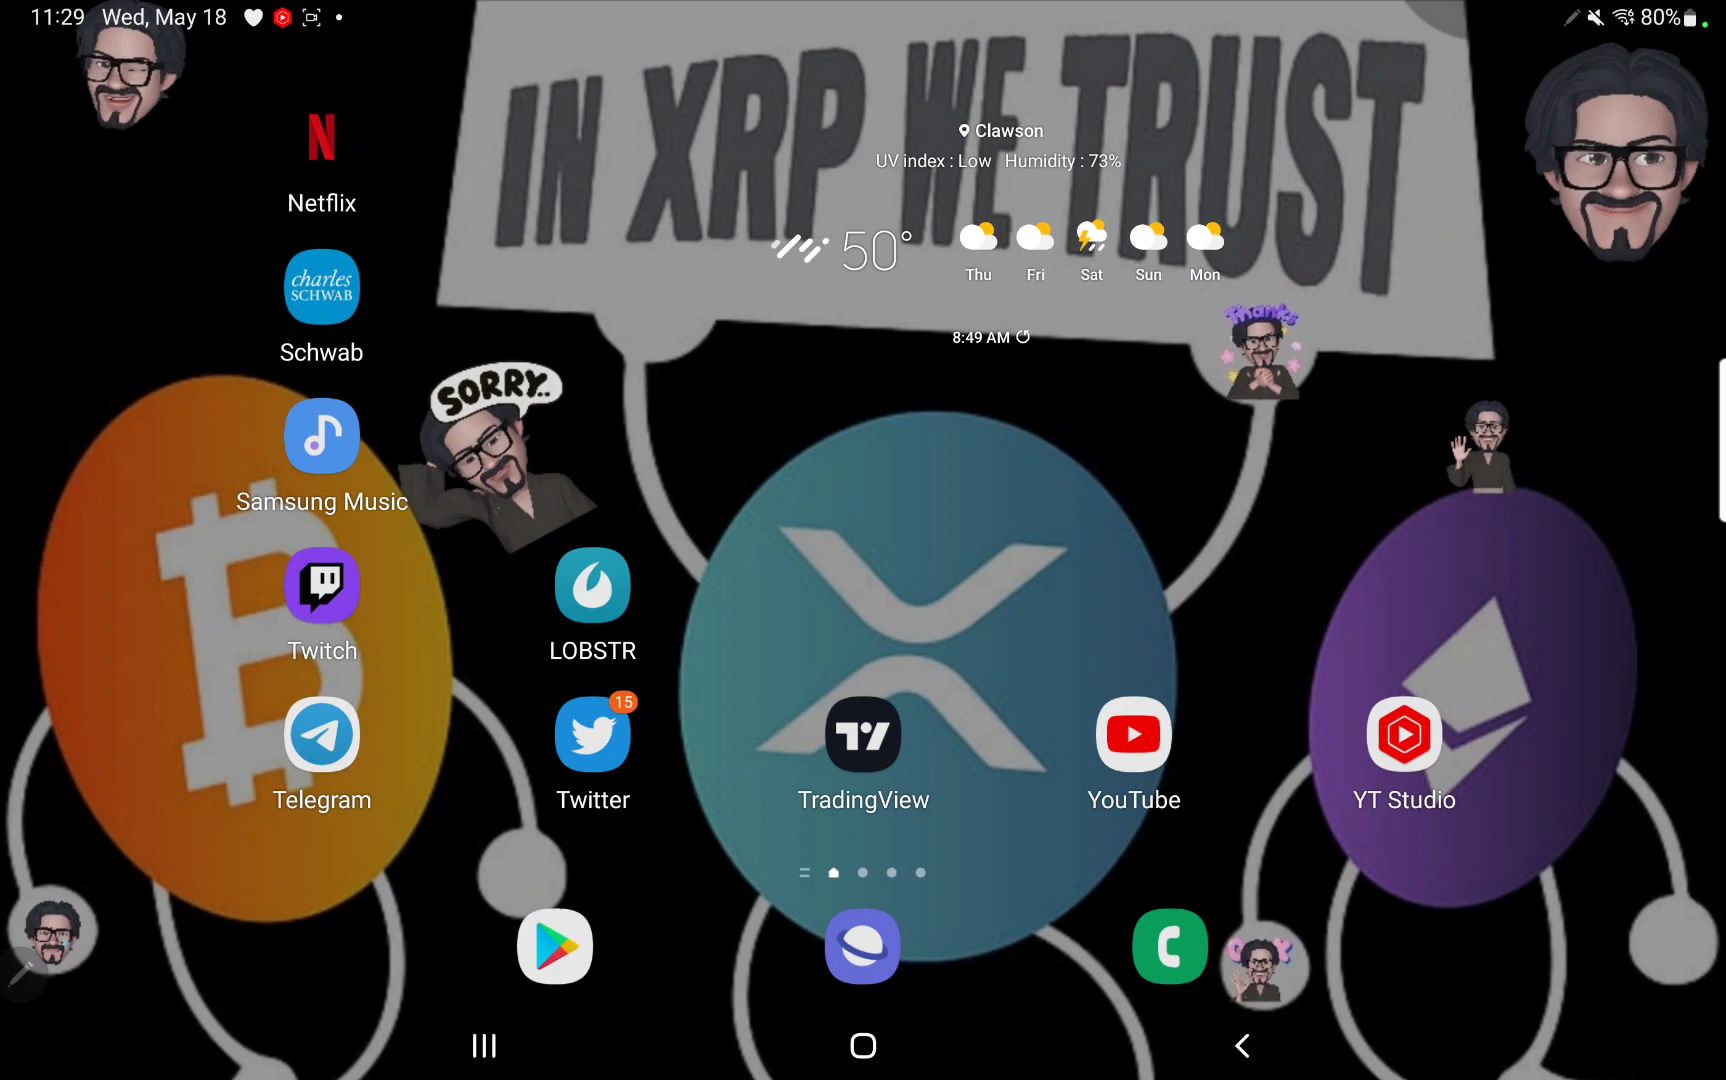 11:29 Wed, May 18
80%
IN XRP WE TRUST
Clawson
UV index : Low Humidity : 73%
50°
Thu Fri Sat Sun Mon
8:49 AM
Thanks
Netflix
charles
SCHWAB
Schwab
SORRY..
Samsung Music
Twitch
LOBSTR
15
Telegram
Twitter
TradingView
YouTube
YT Studio